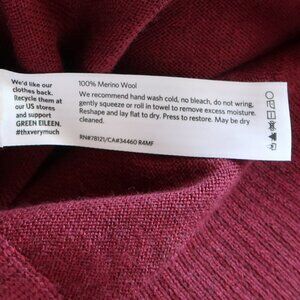 We'd like our
clothes back.
Recycle them at
our US stores
and support
GREEN EILEEN.
#thxverymuch
100% Merino Wool
We recommend hand wash cold, no bleach, do not wring,
gently squeeze or roll in towel to remove excess moisture.
Reshape and lay flat to dry. Press to restore. May be dry
cleaned.
RN#78121/CA#34460 R4MF